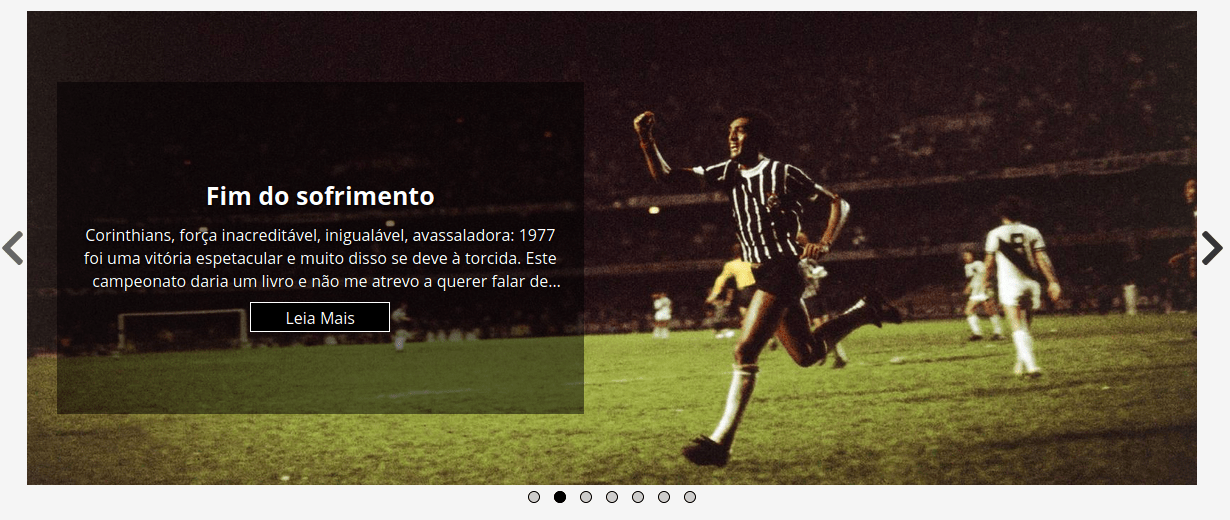 Fim do sofrimento
Corinthians, força inacreditável, inigualável, avassaladora: 1977
foi uma vitória espetacular e muito disso se deve à torcida. Este
campeonato daria um livro e não me atrevo a querer falar de...
Leia Mais